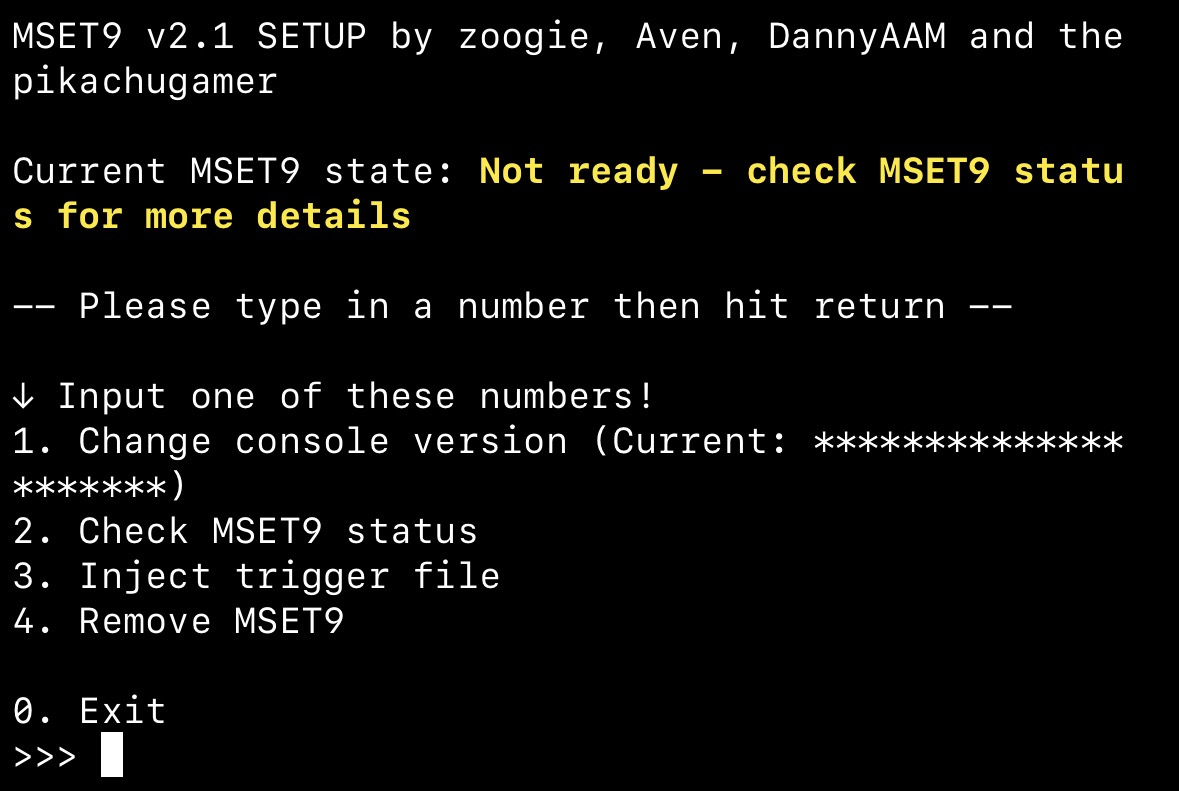 MSET9 v2.1 SETUP by zoogie, Aven, DannyAAM and the
pikachugamer
Current MSET9 state: Not ready – check MSET9 statu
s for more details
–– Please type in a number then hit return ––
↓ Input one of these numbers!
1. Change console version (Current: **************
*******)
2. Check MSET9 status
3. Inject trigger file
4. Remove MSET9
0. Exit
>>>